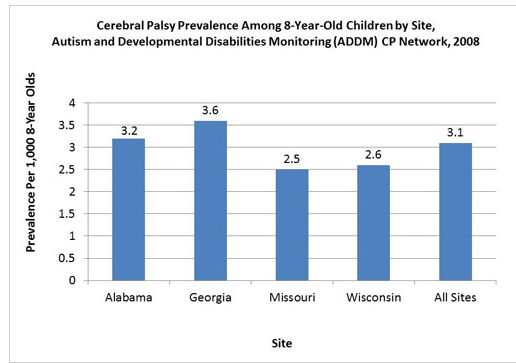 Cerebral Palsy Prevalence Among 8-Year-Old Children by Site,
Autism and Developmental Disabilities Monitoring (ADDM) CP Network, 2008
Prevalence Per 1,000 8-Year Olds
4
3.5
3
2.5
2
1.5
1
0.5
0
3.2
3.6
2.5
2.6
3.1
Alabama Georgia Missouri Wisconsin All Sites
Site